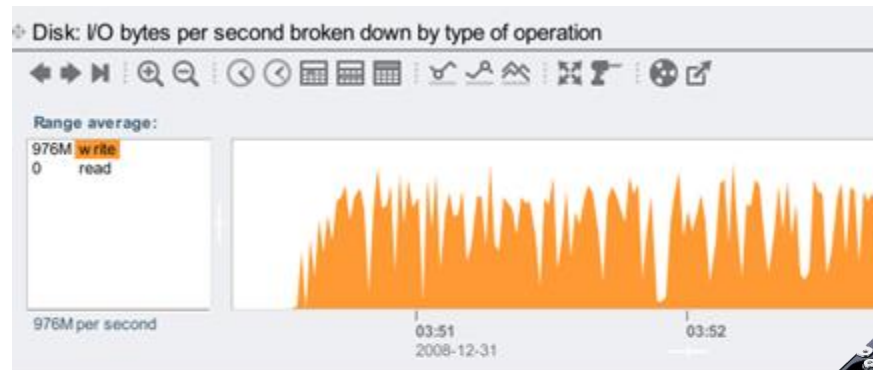 Disk: I/O bytes per second broken down by type of operation
Range average:
976M write
0 read
976M per second
03:51
03:52
2008-12-31